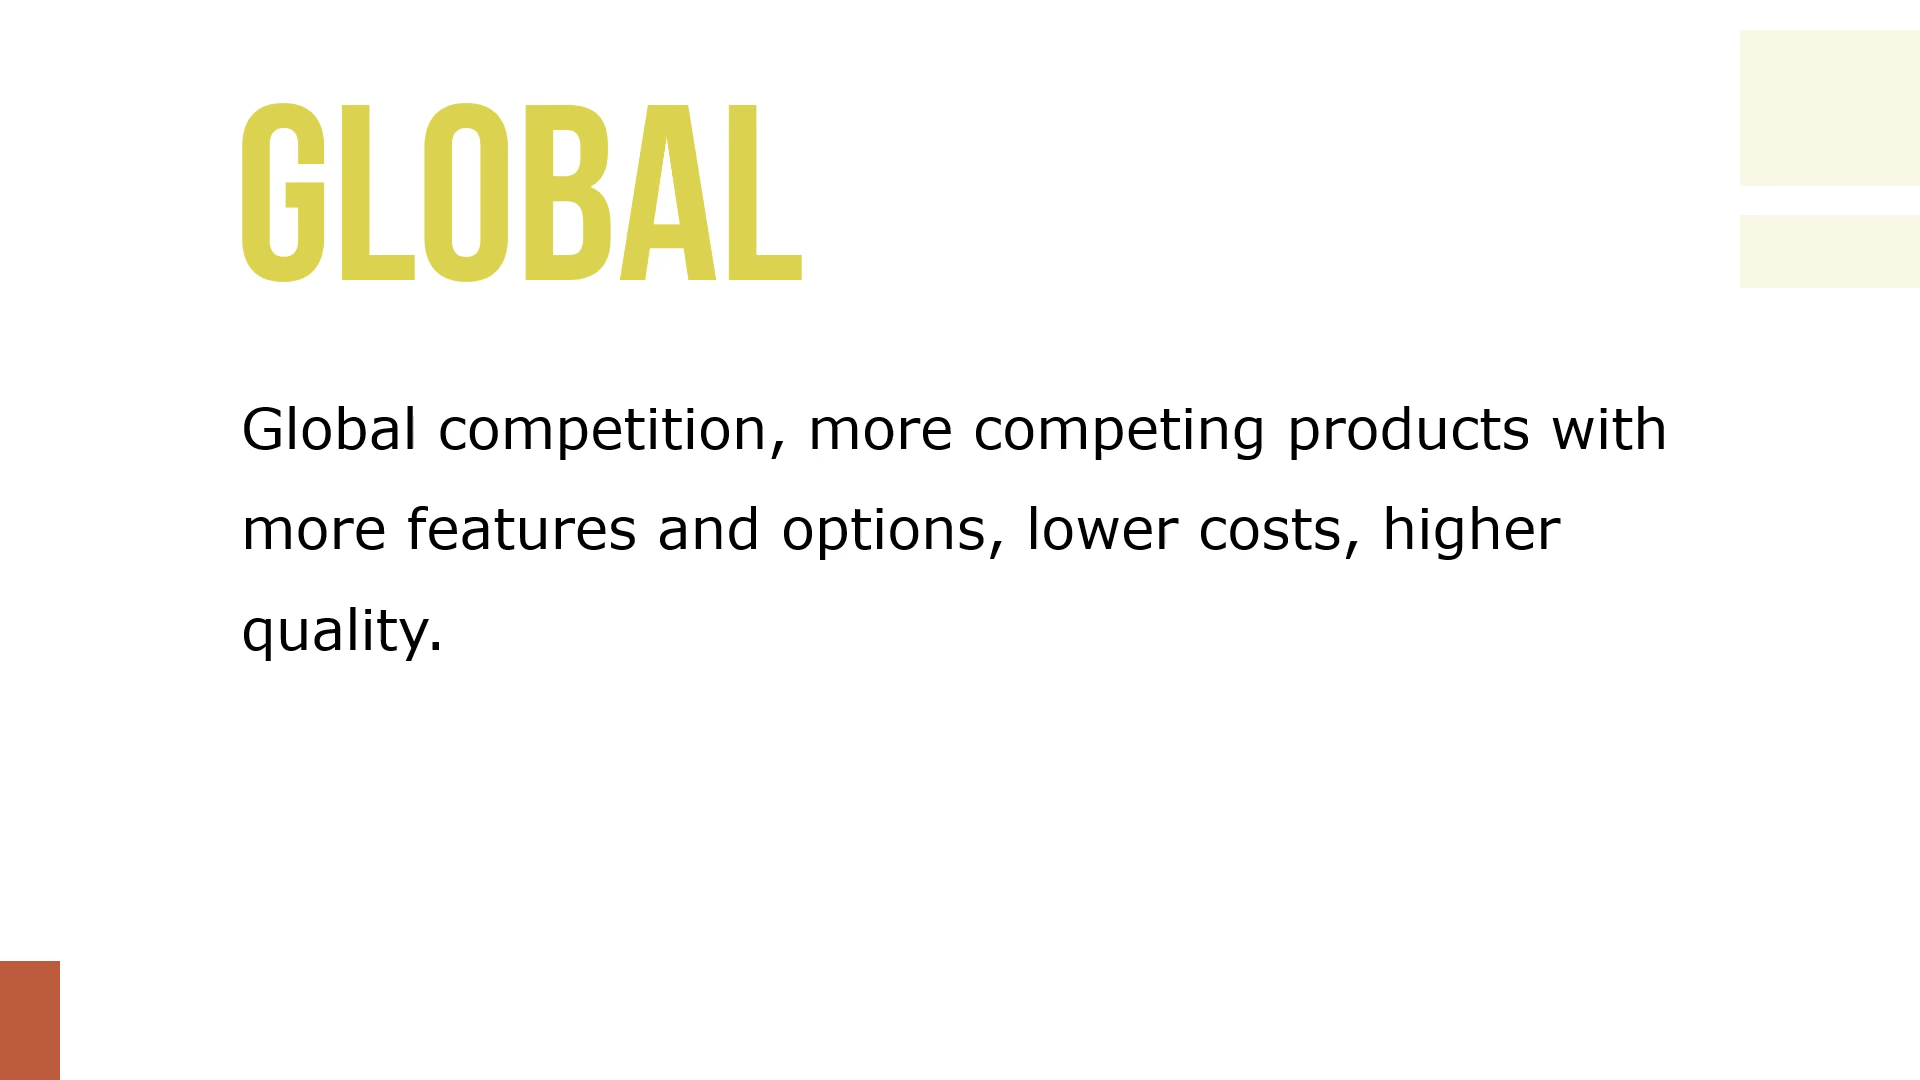 GLOBAL
Global competition, more competing products with
more features and options, lower costs, higher
quality.